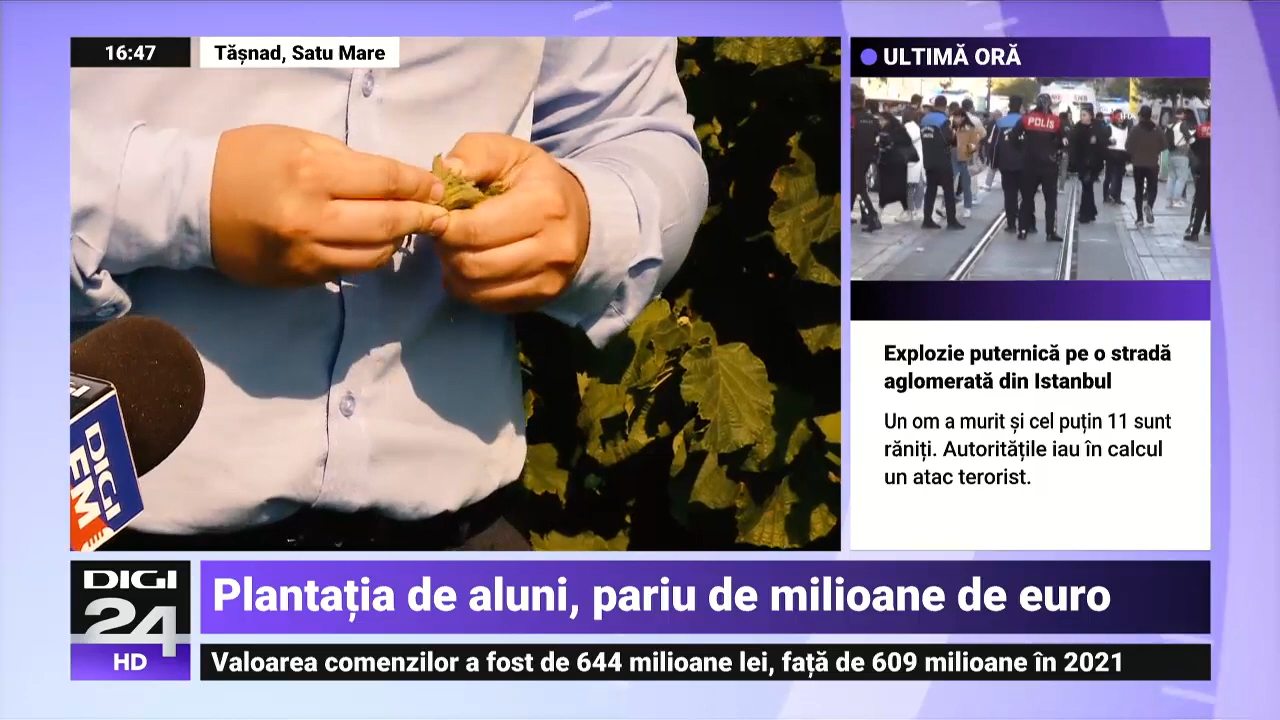 16:47
Tășnad, Satu Mare
ULTIMĂ ORĂ
POLİS
Explozie puternică pe o stradă
aglomerată din Istanbul
Un om a murit și cel puțin 11 sunt
răniți. Autoritățile iau în calcul
un atac terorist.
DIGI
FM
DIGI
24
HD
Plantația de aluni, pariu de milioane de euro
Valoarea comenzilor a fost de 644 milioane lei, față de 609 milioane în 2021